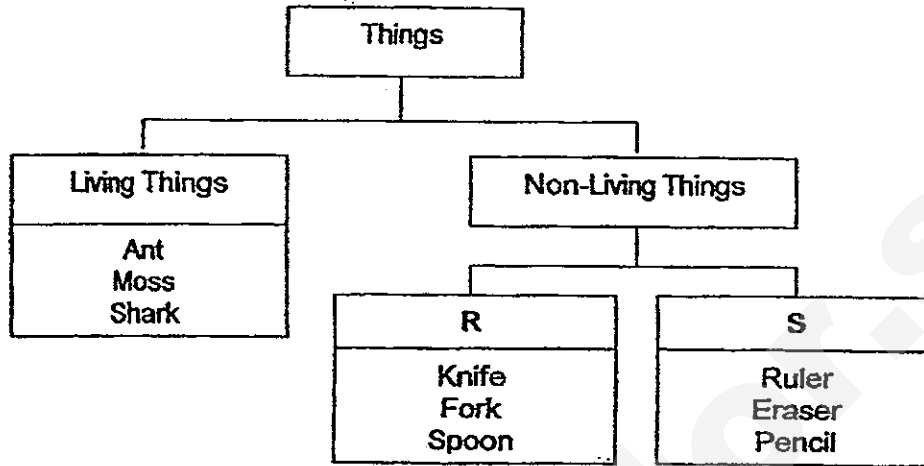 Things
Living Things
Ant
Moss
Shark
Non-Living Things
R
Knife
Fork
Spoon
S
Ruler
Eraser
Pencil